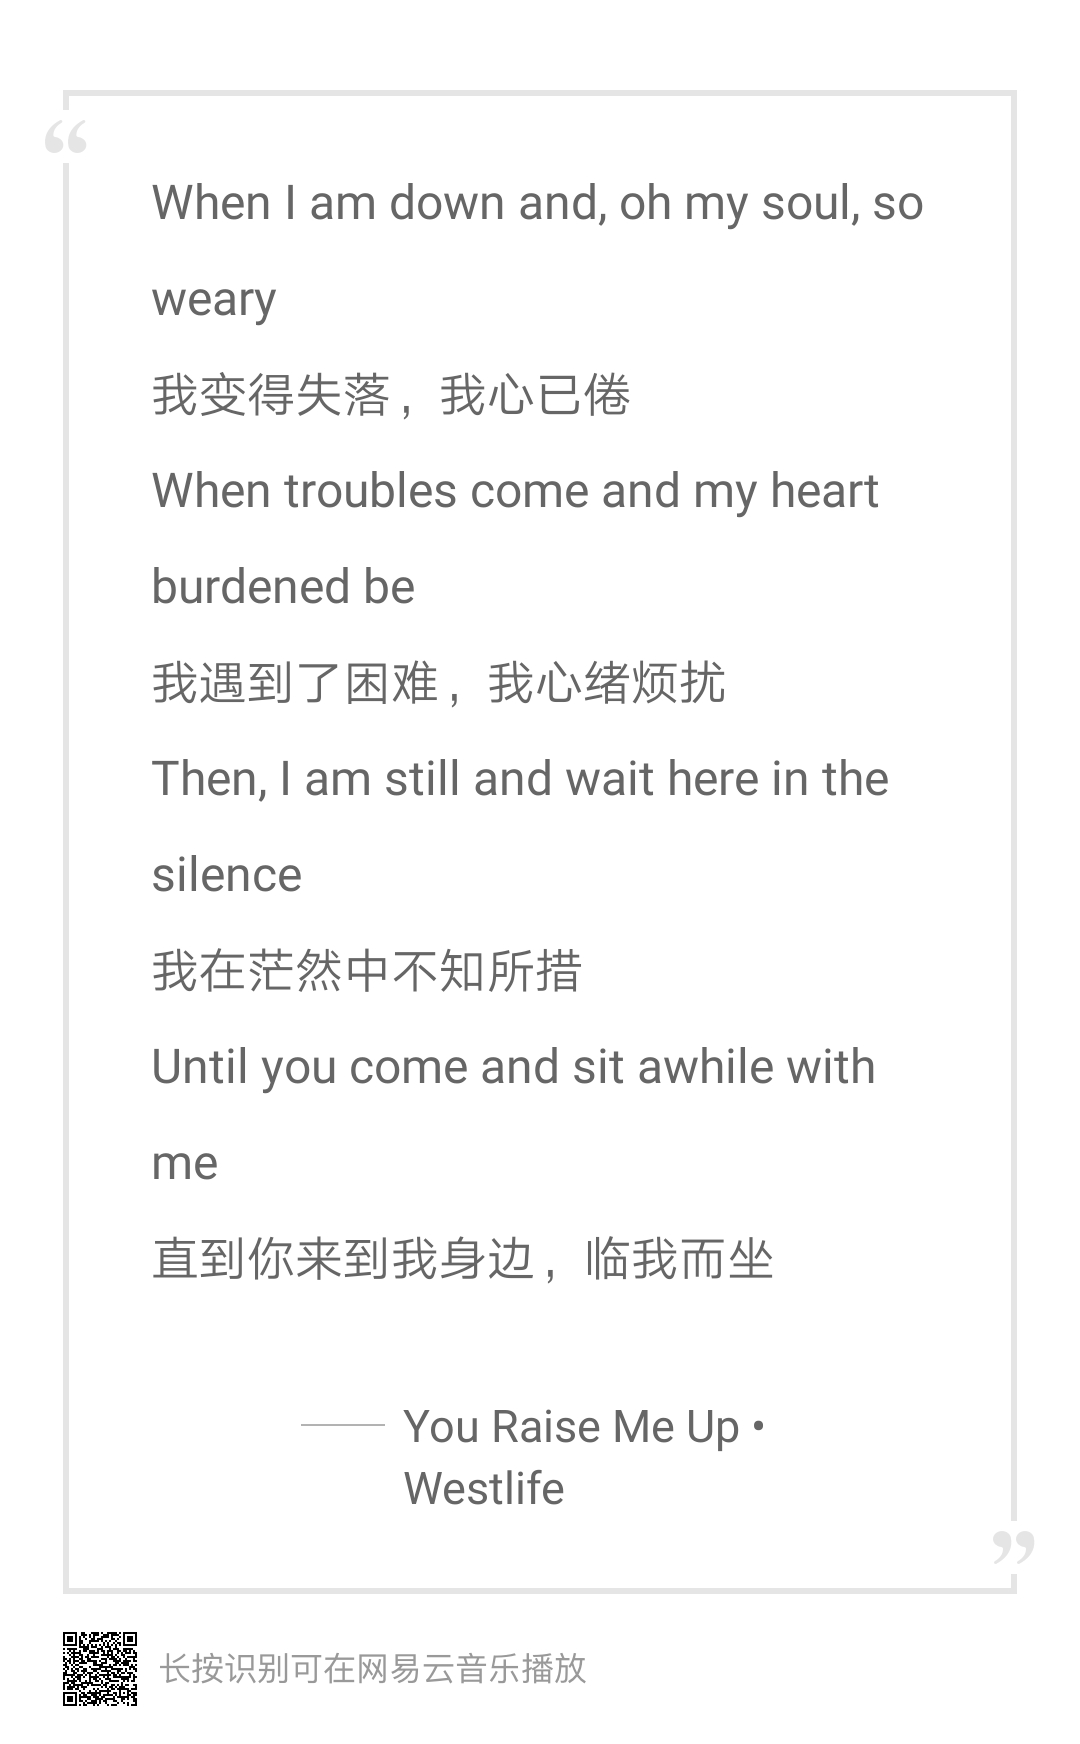 “
When I am down and, oh my soul, so
weary
我变得失落，我心已倦
When troubles come and my heart
burdened be
我遇到了困难，我心绪烦扰
Then, I am still and wait here in the
silence
我在茫然中不知所措
Until you come and sit awhile with
me
直到你来到我身边，临我而坐
—— You Raise Me Up •
Westlife
”
长按识别可在网易云音乐播放